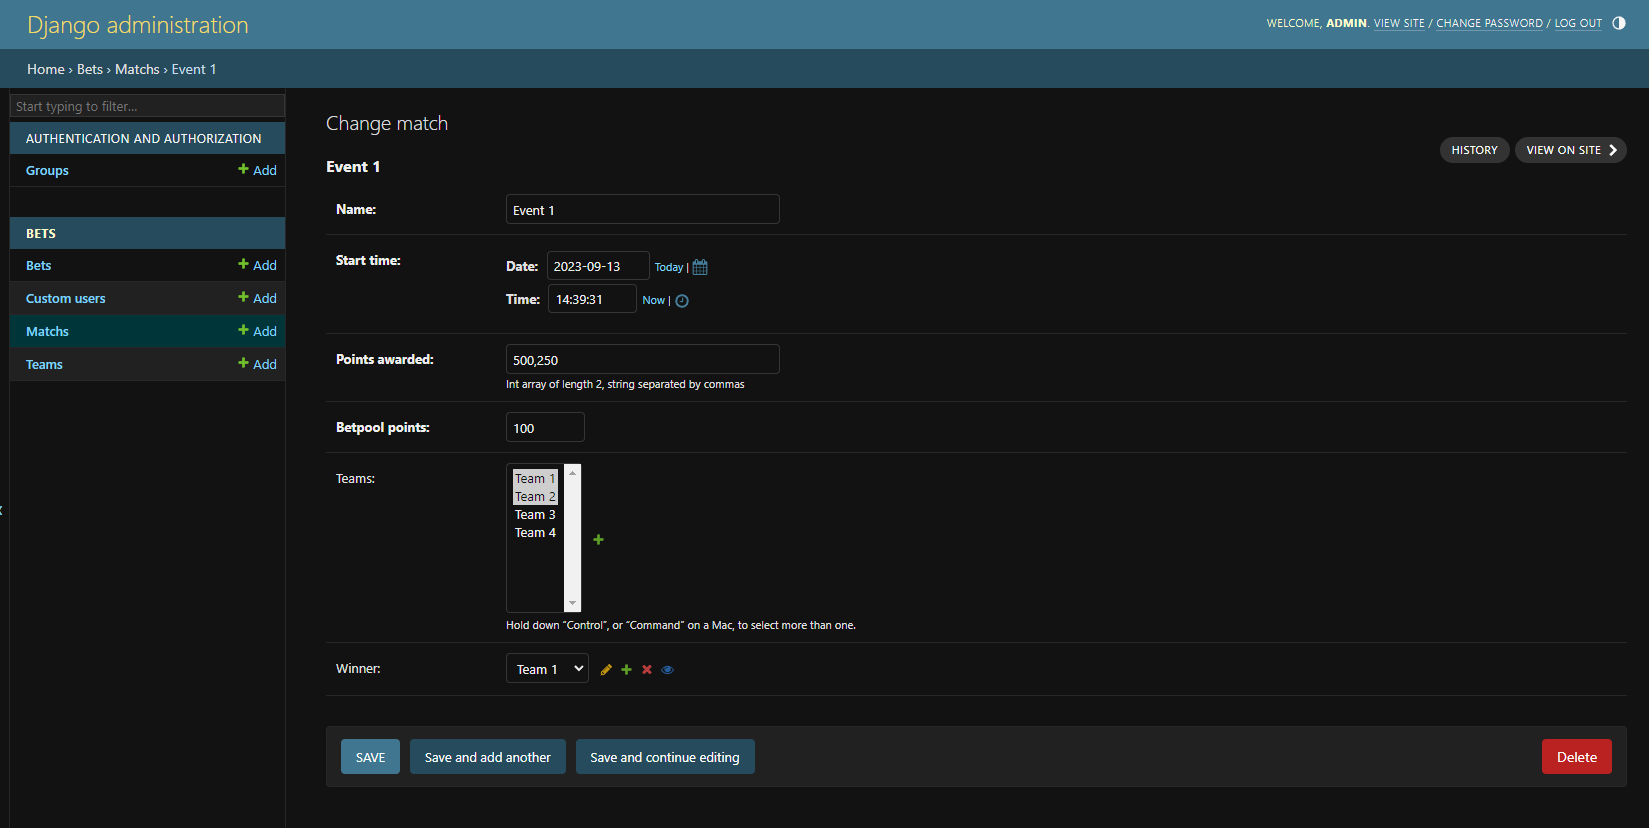 Django administration
WELCOME, ADMIN. VIEW SITE / CHANGE PASSWORD / LOG OUT
Home › Bets › Matchs › Event 1
Start typing to filter...
AUTHENTICATION AND AUTHORIZATION
Groups + Add
BETS
Bets + Add
Custom users + Add
Matchs + Add
Teams + Add
Change match
HISTORY VIEW ON SITE
Event 1
Name: Event 1
Start time:
Date: 2023-09-13 Today |
Time: 14:39:31 Now |
Points awarded: 500,250
Int array of length 2, string separated by commas
Betpool points: 100
Teams:
Team 1
Team 2
Team 3
Team 4
Hold down “Control”, or “Command” on a Mac, to select more than one.
Winner: Team 1
SAVE Save and add another Save and continue editing Delete